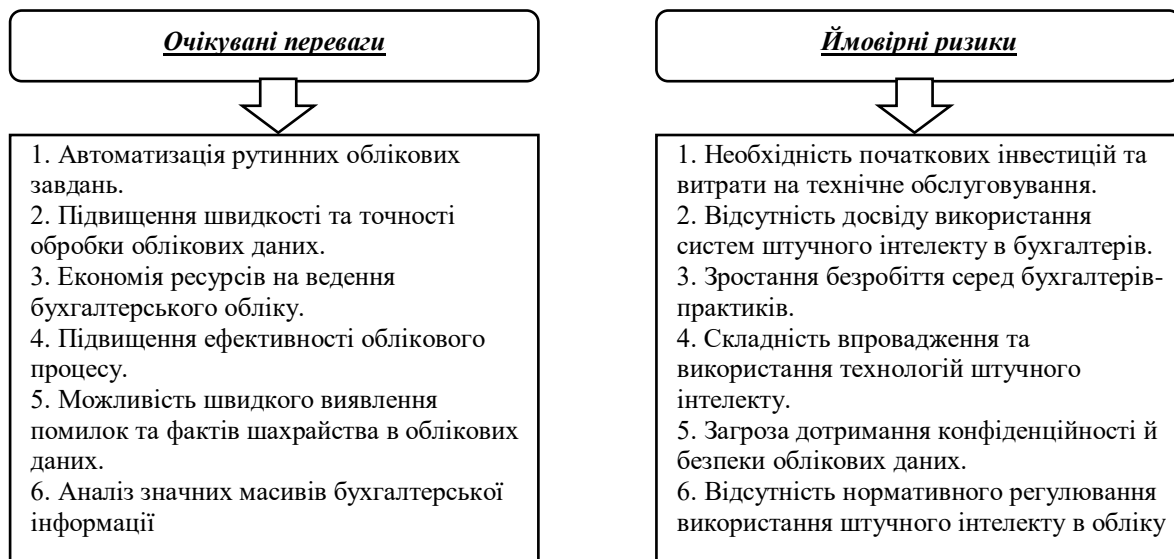 Очікувані переваги
1. Автоматизація рутинних облікових
завдань.
2. Підвищення швидкості та точності
обробки облікових даних.
3. Економія ресурсів на ведення
бухгалтерського обліку.
4. Підвищення ефективності облікового
процесу.
5. Можливість швидкого виявлення
помилок та фактів шахрайства в облікових
даних.
6. Аналіз значних масивів бухгалтерської
інформації
Ймовірні ризики
1. Необхідність початкових інвестицій та
витрати на технічне обслуговування.
2. Відсутність досвіду використання
систем штучного інтелекту в бухгалтерів.
3. Зростання безробіття серед бухгалтерів-
практиків.
4. Складність впровадження та
використання технологій штучного
інтелекту.
5. Загроза дотримання конфіденційності й
безпеки облікових даних.
6. Відсутність нормативного регулювання
використання штучного інтелекту в обліку